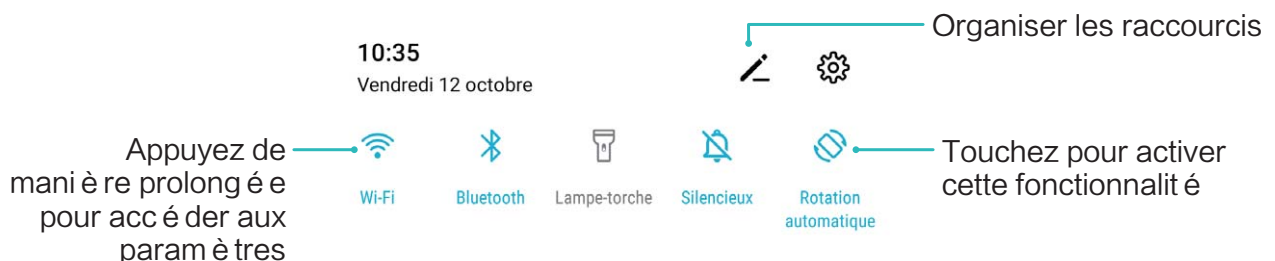 Organiser les raccourcis
10:35
Vendredi 12 octobre
Appuyez de
mani è re prolong é e
pour acc é der aux
param è tres
Touchez pour activer
cette fonctionnalit é
Wi-Fi
Bluetooth
Lampe-torche
Silencieux
Rotation
automatique